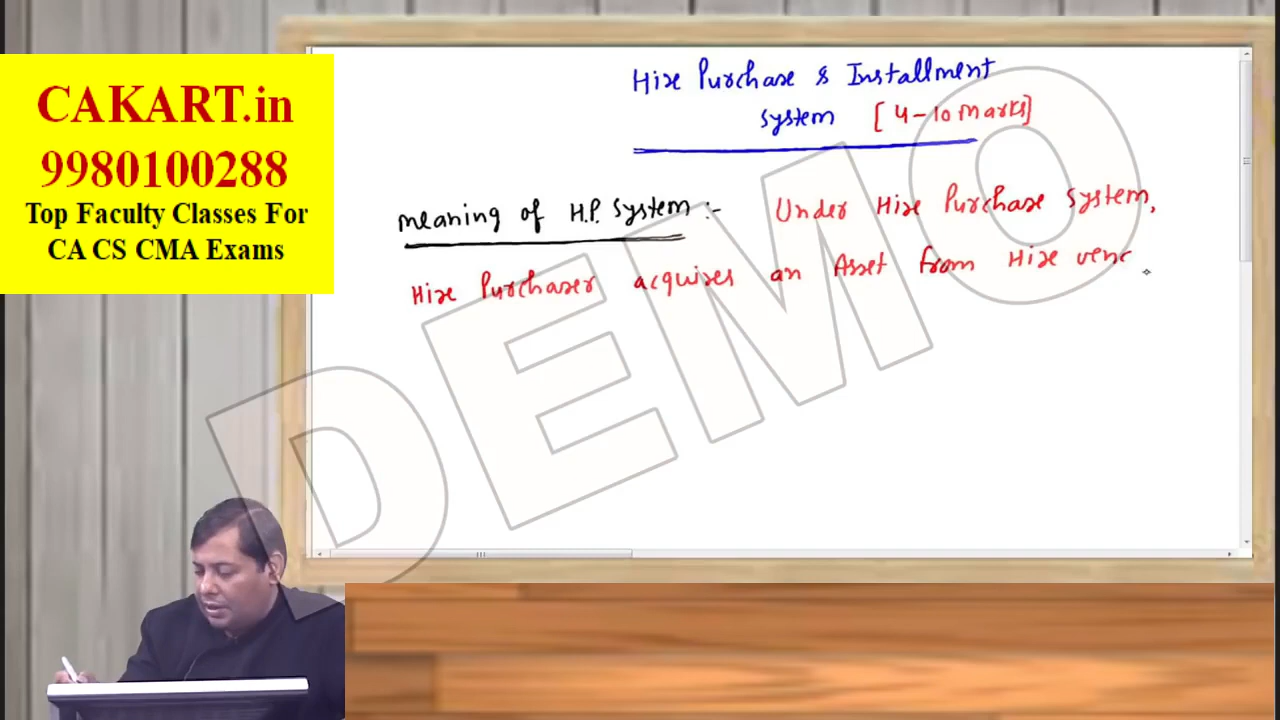 CAKART.in
9980100288
Top Faculty Classes For
CA CS CMA Exams
Hire Purchase & Installment
System [4-10 Marks]
meaning of H.P. System :- Under Hire Purchase System,
Hire Purchaser acquires an Asset from Hire venc
DEMO